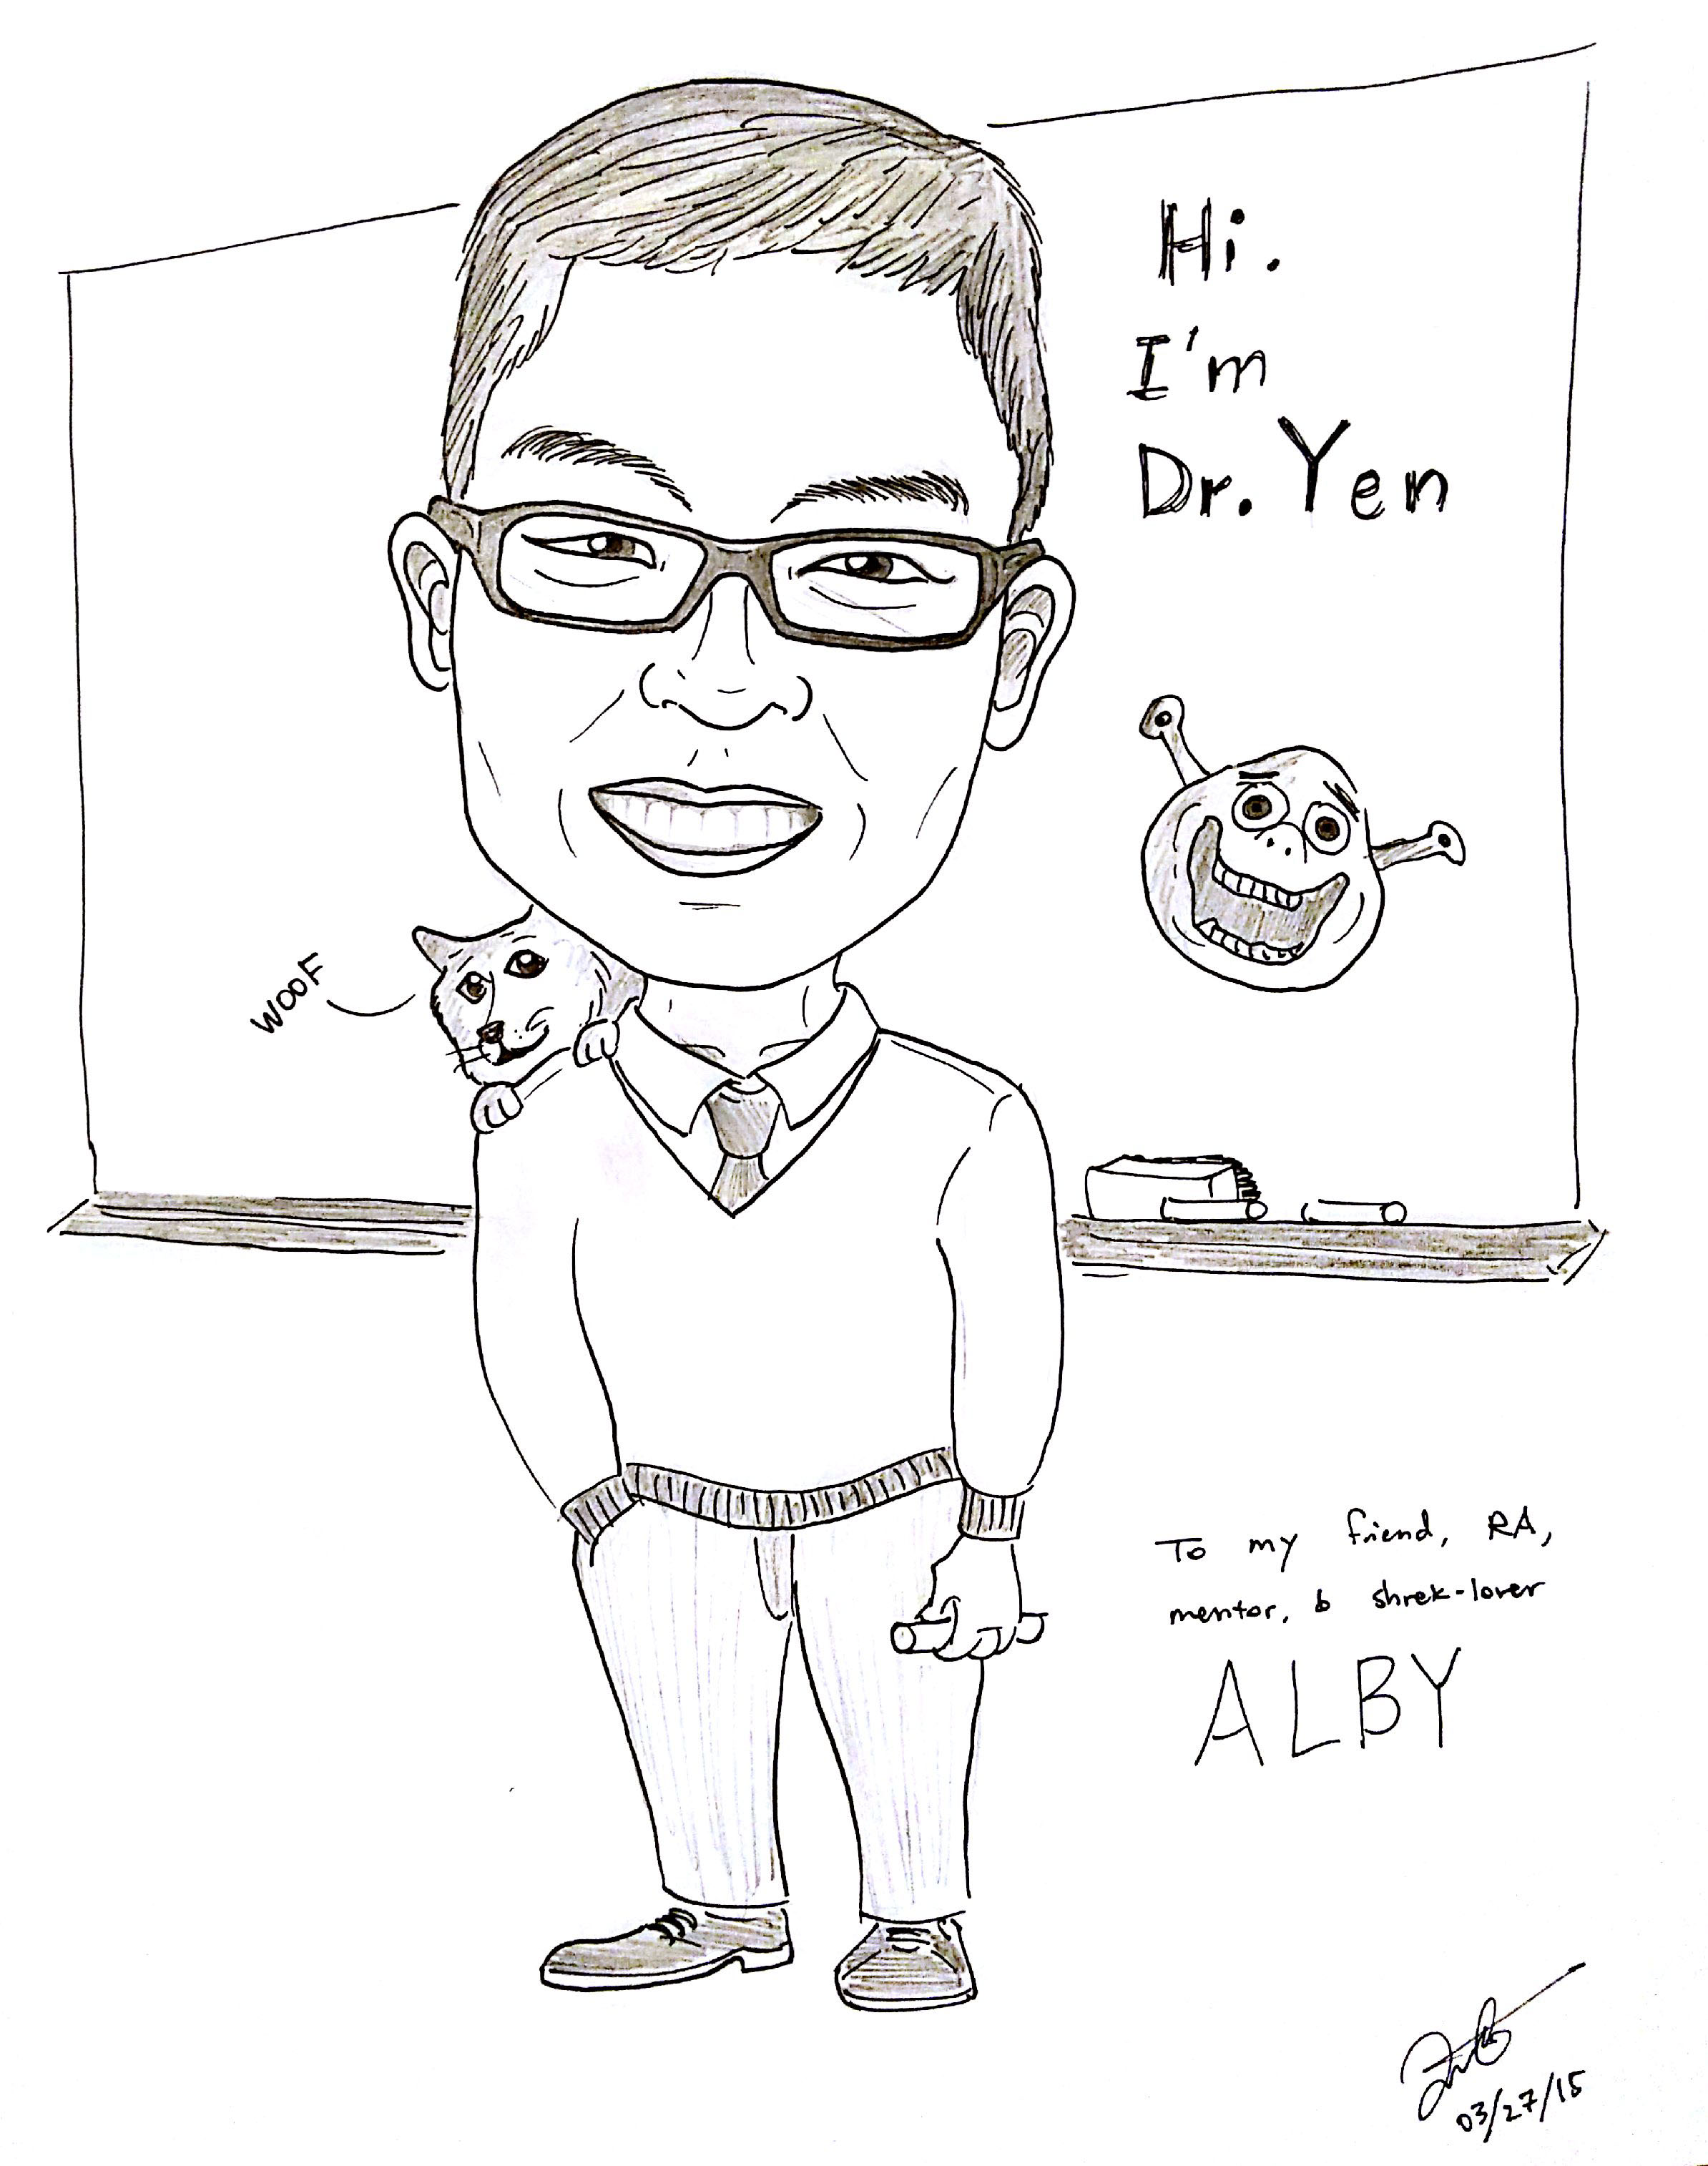 Hi.
I'm
Dr. Yen
WOOF
To my friend, RA,
mentor, & shrek-lover
ALBY
03/27/15